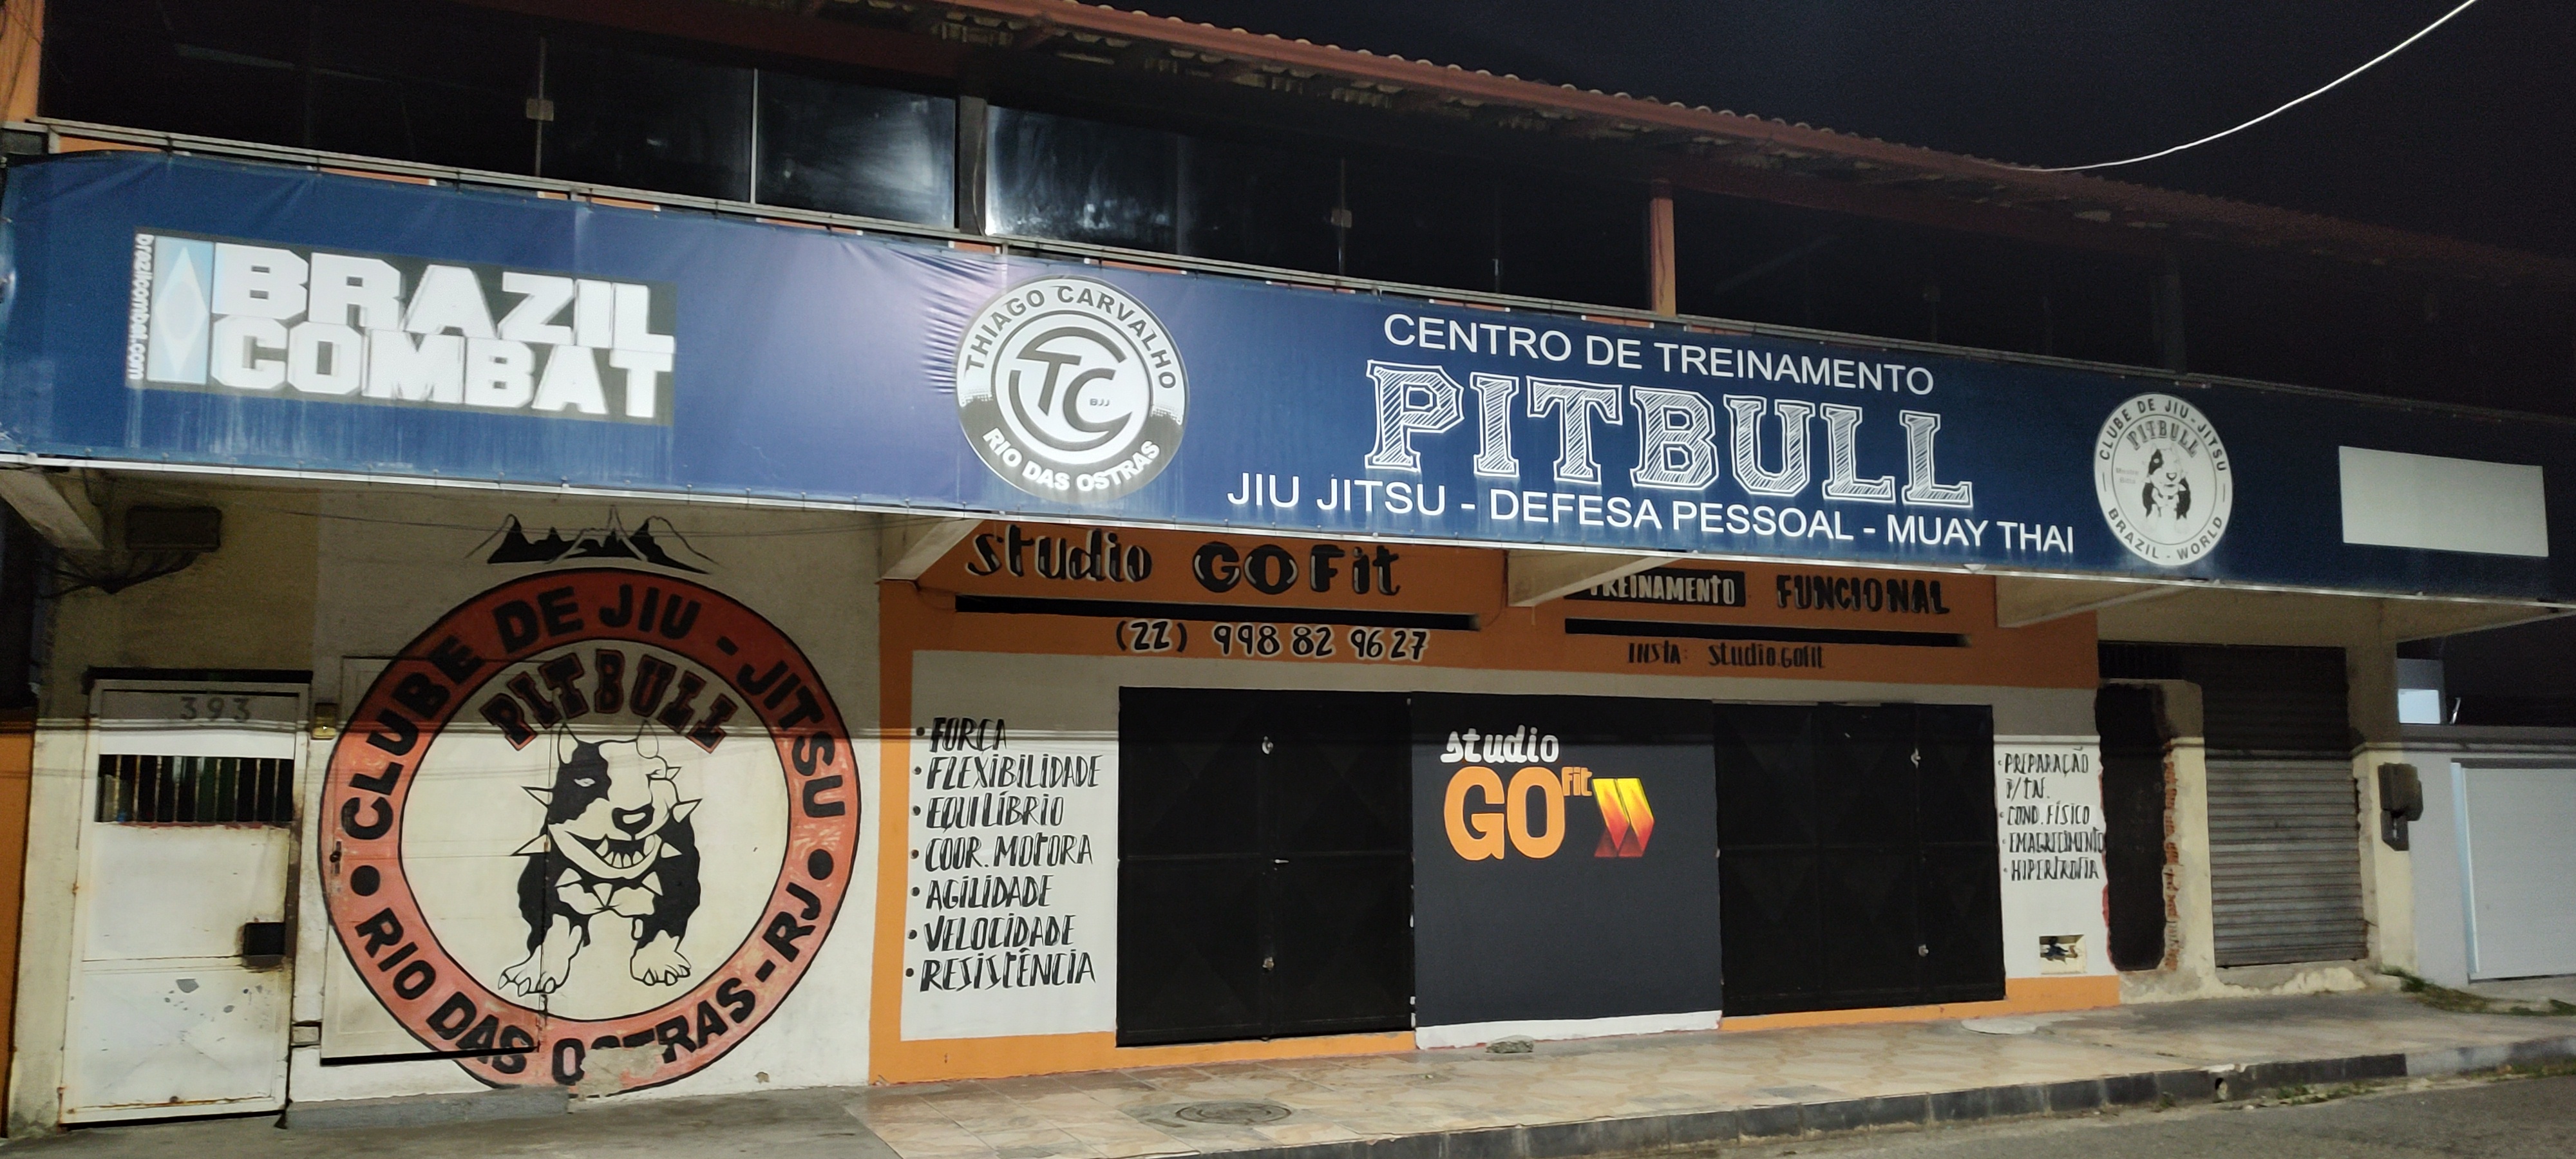 brazilcombat.com
BRAZIL
COMBAT
THIAGO CARVALHO
TC
BJJ
RIO DAS OSTRAS
CENTRO DE TREINAMENTO
PITBULL
JIU JITSU - DEFESA PESSOAL - MUAY THAI
CLUBE DE JIU-JITSU
PITBULL
BRAZIL - WORLD
393
CLUBE DE JIU-JITSU
PITBULL
RIO DAS OSTRAS-RJ
studio GO Fit
(22) 998 82 9627
TREINAMENTO FUNCIONAL
INSTA: studio.GOfit
• FORÇA
• FLEXIBILIDADE
• EQUILÍBRIO
• COOR. MOTORA
• AGILIDADE
• VELOCIDADE
• RESISTÊNCIA
studio
GO fit
• PREPARAÇÃO
P/TAF.
• COND. FÍSICO
• EMAGRECIMENTO
• HIPERTROFIA